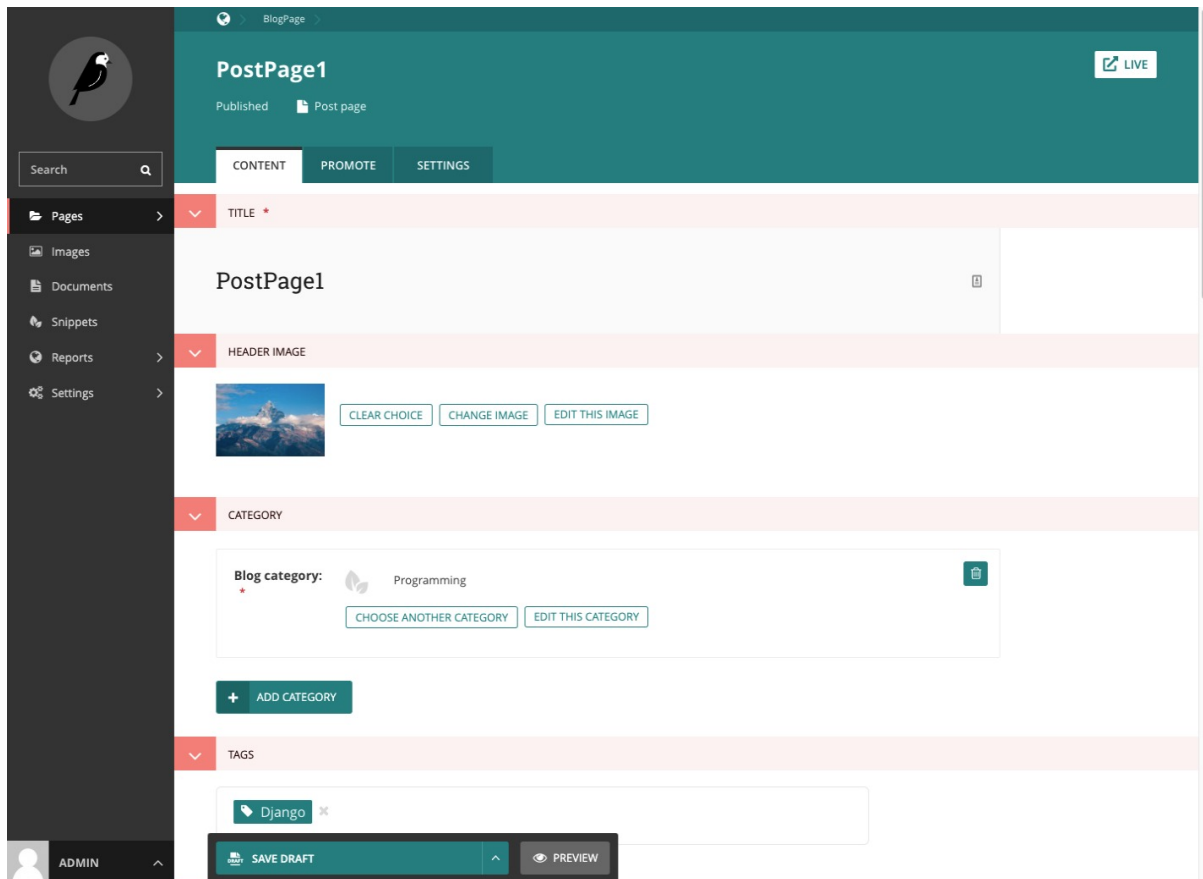 BlogPage
PostPage1
LIVE
Published Post page
Search
CONTENT PROMOTE SETTINGS
Pages
Images
Documents
Snippets
Reports
Settings
TITLE *
PostPage1
HEADER IMAGE
CLEAR CHOICE CHANGE IMAGE EDIT THIS IMAGE
CATEGORY
Blog category: *
Programming
CHOOSE ANOTHER CATEGORY EDIT THIS CATEGORY
ADD CATEGORY
TAGS
Django
ADMIN
DRAFT SAVE DRAFT PREVIEW